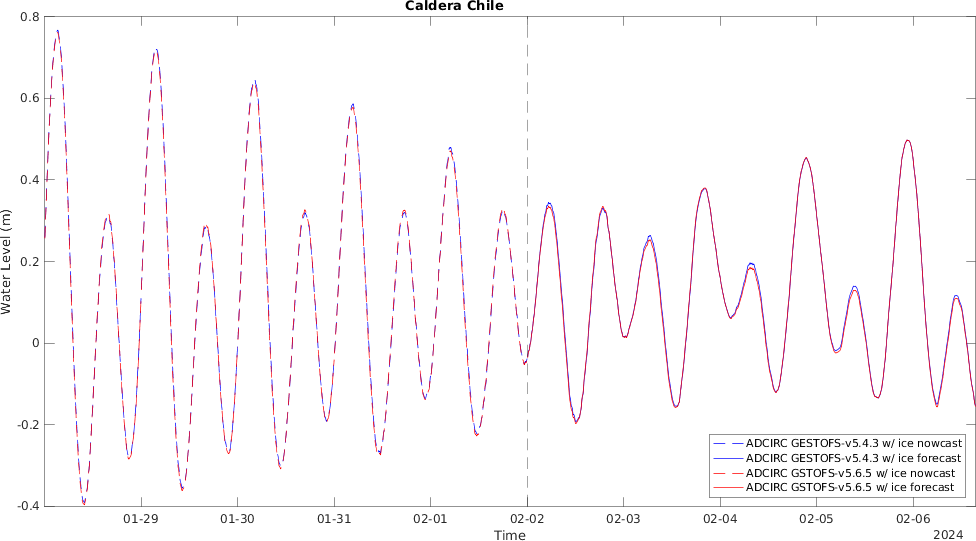 Caldera Chile
0.8
0.6
0.4
0.2
0
-0.2
-0.4
Water Level (m)
01-29 01-30 01-31 02-01 02-02 02-03 02-04 02-05 02-06
Time
2024
ADCIRC GESTOFS-v5.4.3 w/ ice nowcast
ADCIRC GESTOFS-v5.4.3 w/ ice forecast
ADCIRC GSTOFS-v5.6.5 w/ ice nowcast
ADCIRC GSTOFS-v5.6.5 w/ ice forecast